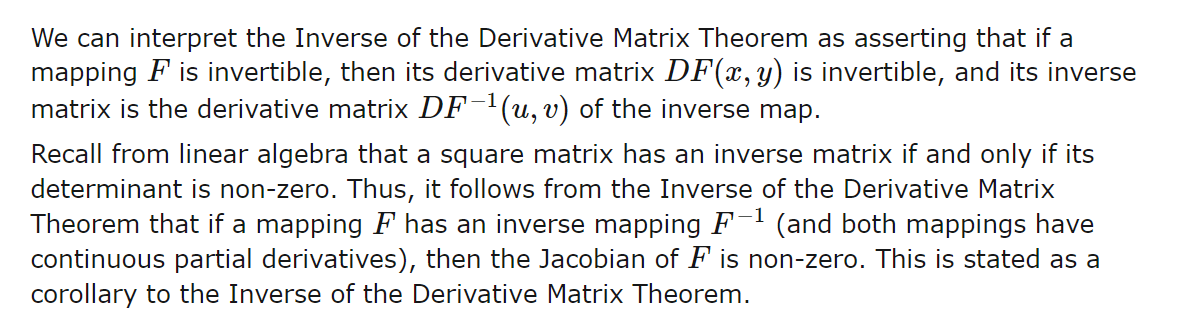 We can interpret the Inverse of the Derivative Matrix Theorem as asserting that if a
mapping F is invertible, then its derivative matrix DF(x, y) is invertible, and its inverse
matrix is the derivative matrix DF⁻¹(u, v) of the inverse map.
Recall from linear algebra that a square matrix has an inverse matrix if and only if its
determinant is non-zero. Thus, it follows from the Inverse of the Derivative Matrix
Theorem that if a mapping F has an inverse mapping F⁻¹ (and both mappings have
continuous partial derivatives), then the Jacobian of F is non-zero. This is stated as a
corollary to the Inverse of the Derivative Matrix Theorem.